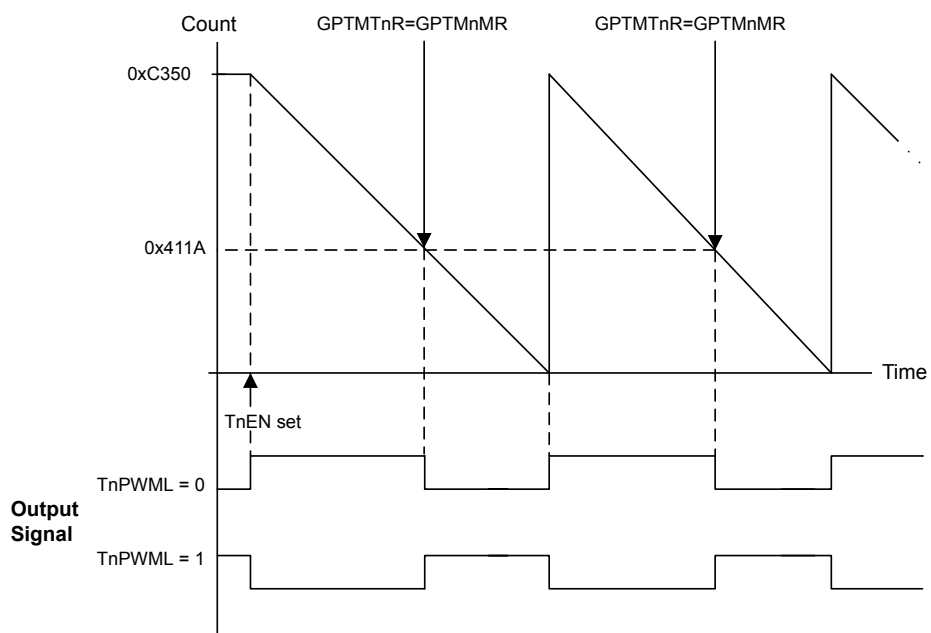 Count
GPTMTnR=GPTMnMR
GPTMTnR=GPTMnMR
0xC350
0x411A
Time
TnEN set
TnPWML = 0
Output
Signal
TnPWML = 1